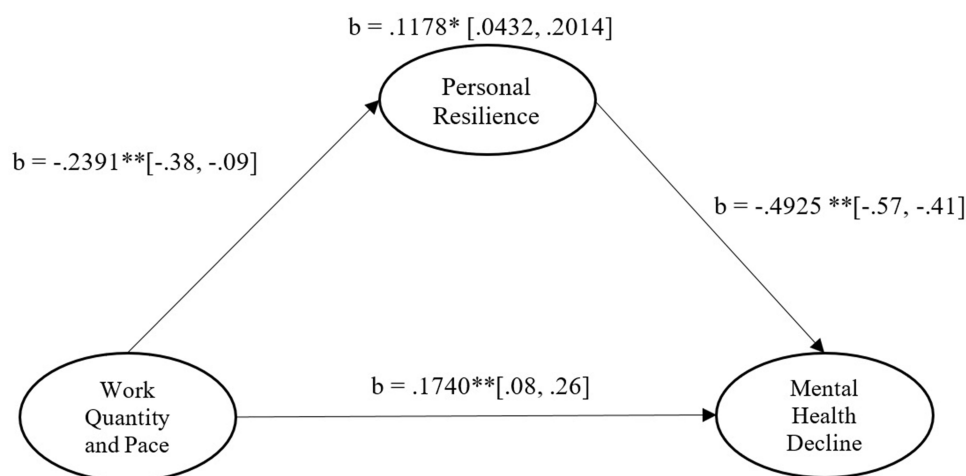 b = .1178* [.0432, .2014]
Personal
Resilience
b = -.2391**[-.38, -.09]
b = -.4925 **[-.57, -.41]
b = .1740**[.08, .26]
Work
Quantity
and Pace
Mental
Health
Decline